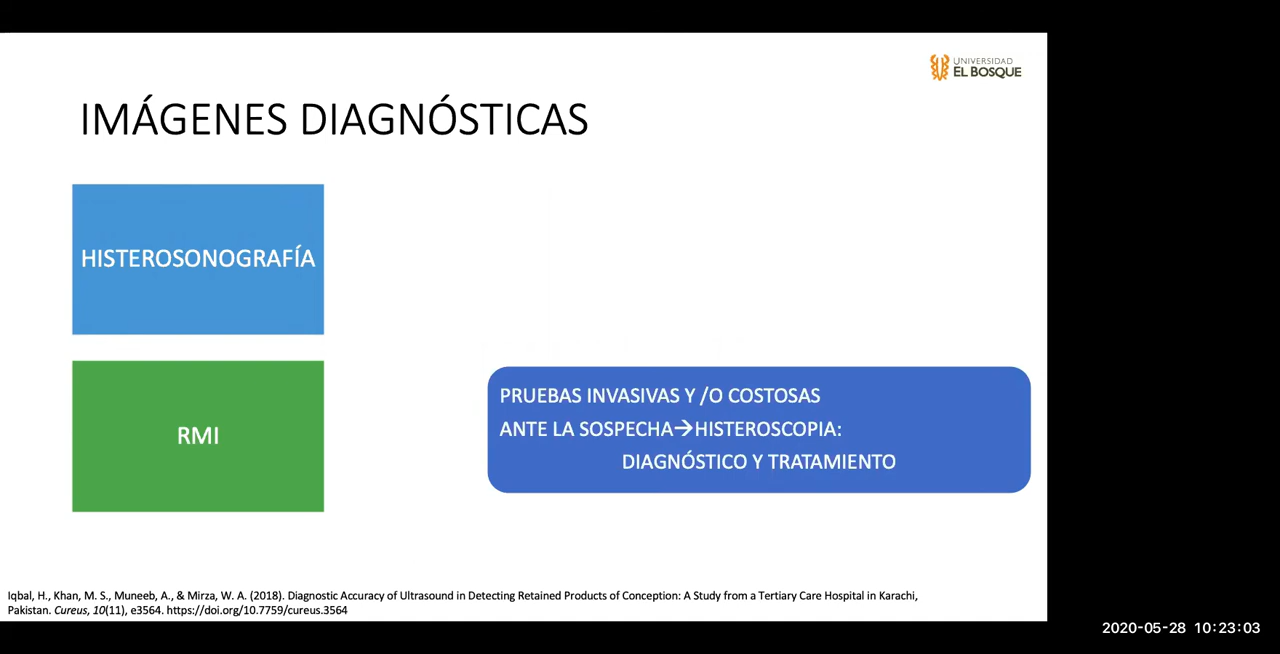 UNIVERSIDAD
EL BOSQUE
IMÁGENES DIAGNÓSTICAS
HISTEROSONOGRAFÍA
RMI
PRUEBAS INVASIVAS Y /O COSTOSAS
ANTE LA SOSPECHA→HISTEROSCOPIA:
DIAGNÓSTICO Y TRATAMIENTO
Iqbal, H., Khan, M. S., Muneeb, A., & Mirza, W. A. (2018). Diagnostic Accuracy of Ultrasound in Detecting Retained Products of Conception: A Study from a Tertiary Care Hospital in Karachi,
Pakistan. Cureus, 10(11), e3564. https://doi.org/10.7759/cureus.3564
2020-05-28 10:23:03